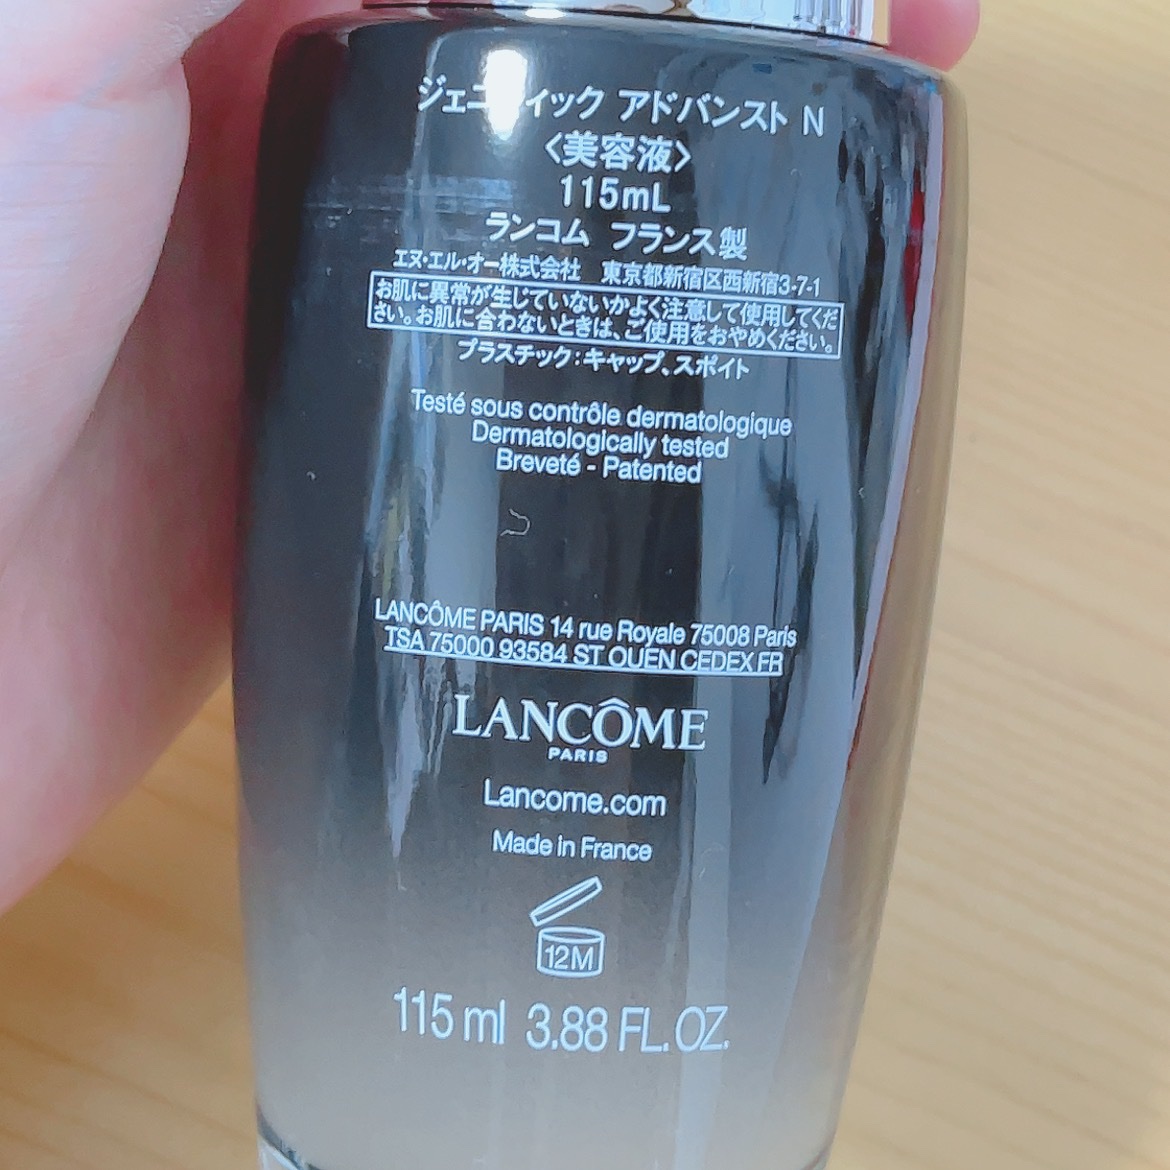 ジェニフィック アドバンスト N
〈美容液〉
115mL
ランコム フランス製
エヌ・エル・オー株式会社 東京都新宿区西新宿3-7-1
お肌に異常が生じていないかよく注意して使用してくだ
さい。お肌に合わないときは、ご使用をおやめください。
プラスチック：キャップ、スポイト
Testé sous contrôle dermatologique
Dermatologically tested
Breveté - Patented
LANCÔME PARIS 14 rue Royale 75008 Paris
TSA 75000 93584 ST OUEN CEDEX FR
LANCÔME
PARIS
Lancome.com
Made in France
12M
115 ml 3.88 FL. OZ.